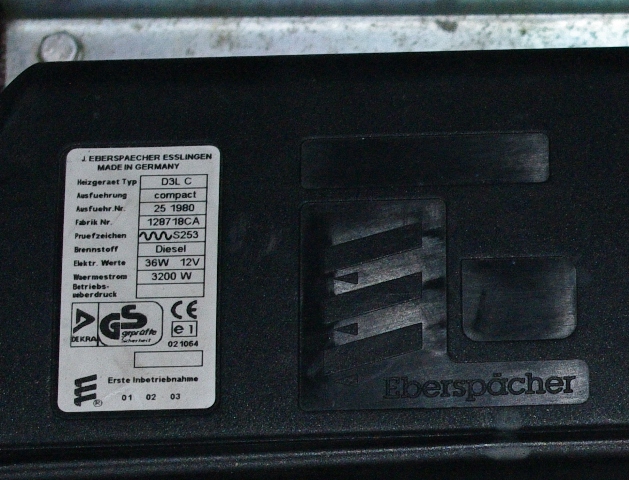 J. EBERSPAECHER ESSLINGEN
MADE IN GERMANY
Heizgeraet Typ D3L C
Ausfuehrung compact
Ausfuehr.Nr. 25 1980
Fabrik Nr. 128718CA
Pruefzeichen S253
Brennstoff Diesel
Elektr. Werte 36W 12V
Waermestrom 3200 W
Betriebs-
ueberdruck
DEKRA
GS
geprüfte
Sicherheit
CE
e1
021064
Erste Inbetriebnahme
01 02 03
®
Eberspächer